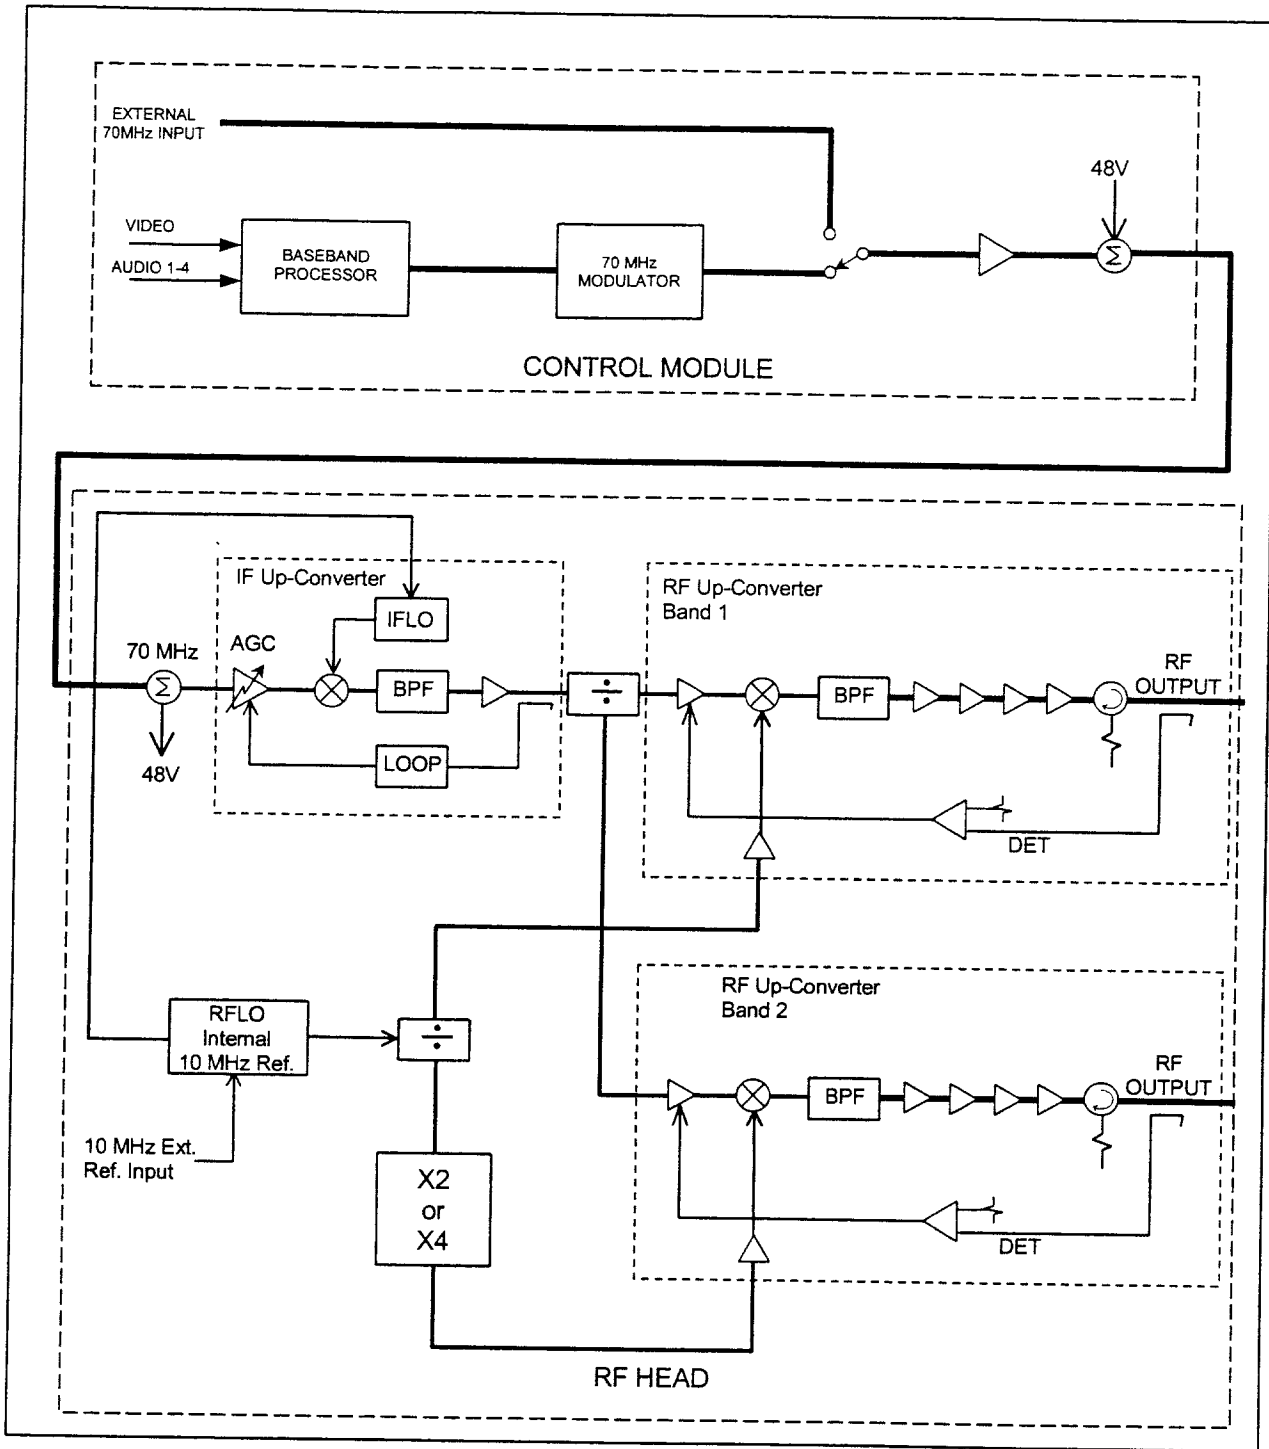 EXTERNAL
70MHz INPUT
48V
VIDEO
AUDIO 1-4
BASEBAND
PROCESSOR
70 MHz
MODULATOR
Σ
CONTROL MODULE
IF Up-Converter
IFLO
RF Up-Converter
Band 1
70 MHz
AGC
Σ
BPF
÷
BPF
RF
OUTPUT
LOOP
48V
DET
RF Up-Converter
Band 2
RFLO
Internal
10 MHz Ref.
÷
BPF
RF
OUTPUT
10 MHz Ext.
Ref. Input
X2
or
X4
DET
RF HEAD